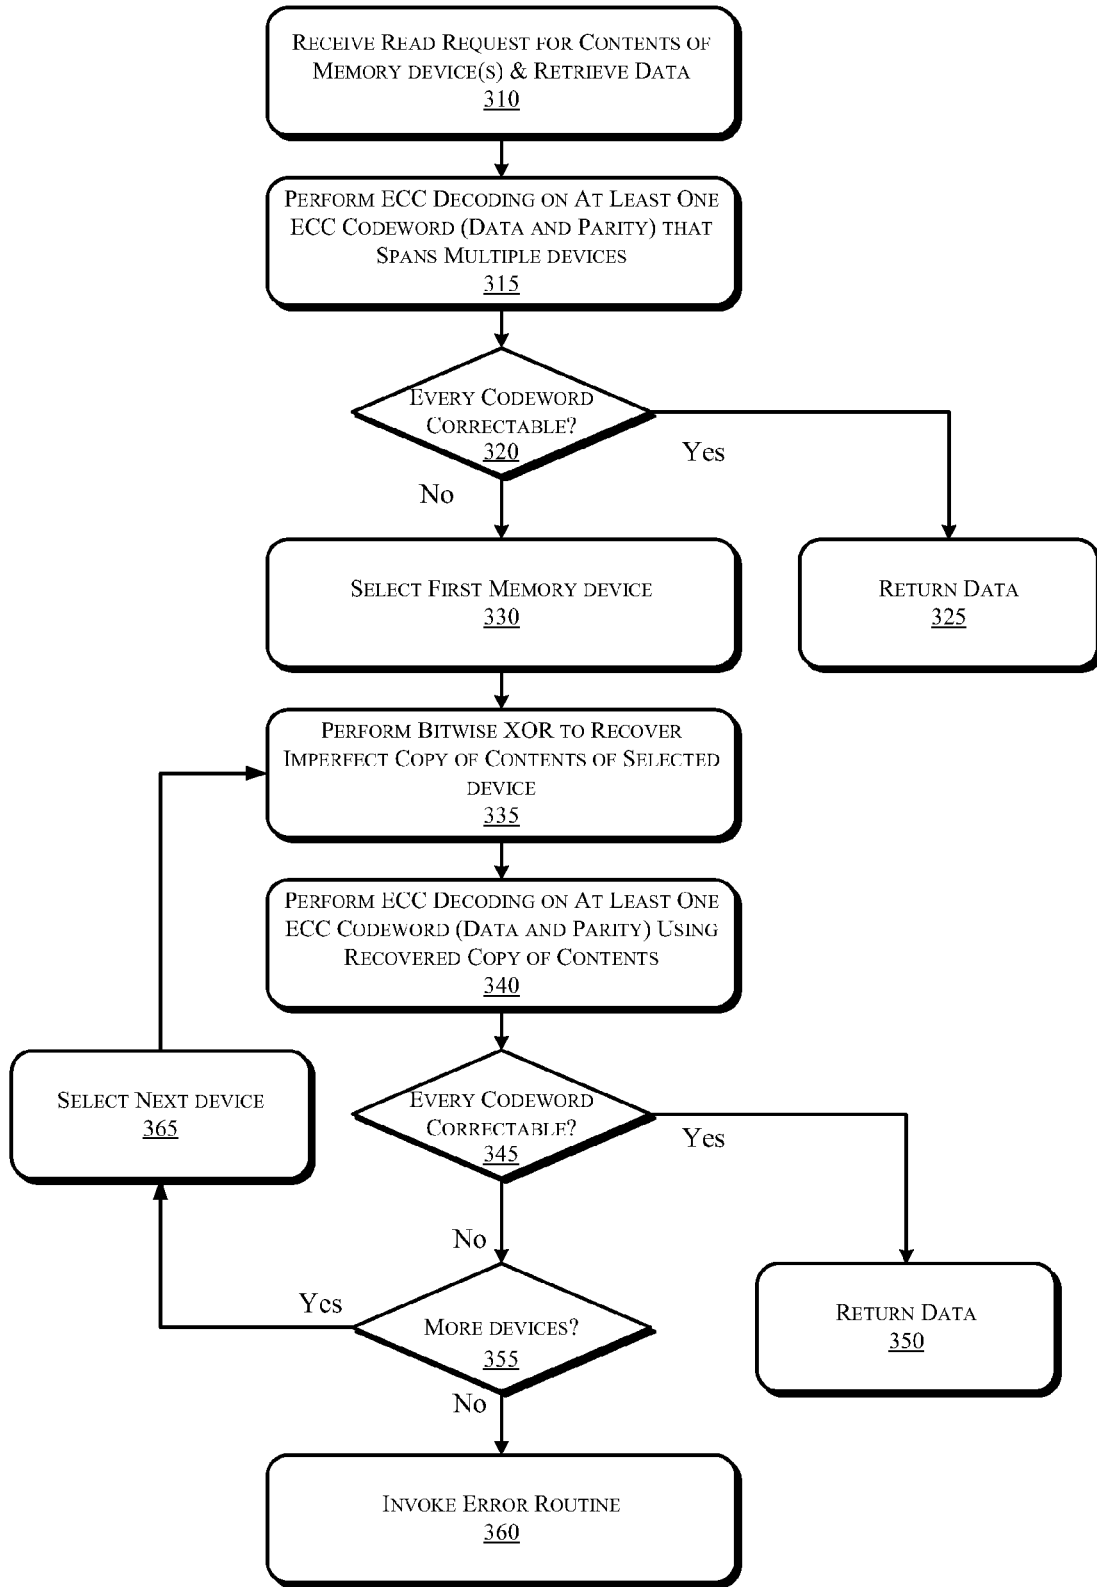 RECEIVE READ REQUEST FOR CONTENTS OF
MEMORY DEVICE(S) & RETRIEVE DATA
310
PERFORM ECC DECODING ON AT LEAST ONE
ECC CODEWORD (DATA AND PARITY) THAT
SPANS MULTIPLE DEVICES
315
EVERY CODEWORD
CORRECTABLE?
320
Yes
No
SELECT FIRST MEMORY DEVICE
330
RETURN DATA
325
PERFORM BITWISE XOR TO RECOVER
IMPERFECT COPY OF CONTENTS OF SELECTED
DEVICE
335
PERFORM ECC DECODING ON AT LEAST ONE
ECC CODEWORD (DATA AND PARITY) USING
RECOVERED COPY OF CONTENTS
340
SELECT NEXT DEVICE
365
EVERY CODEWORD
CORRECTABLE?
345
Yes
No
Yes
MORE DEVICES?
355
RETURN DATA
350
No
INVOKE ERROR ROUTINE
360